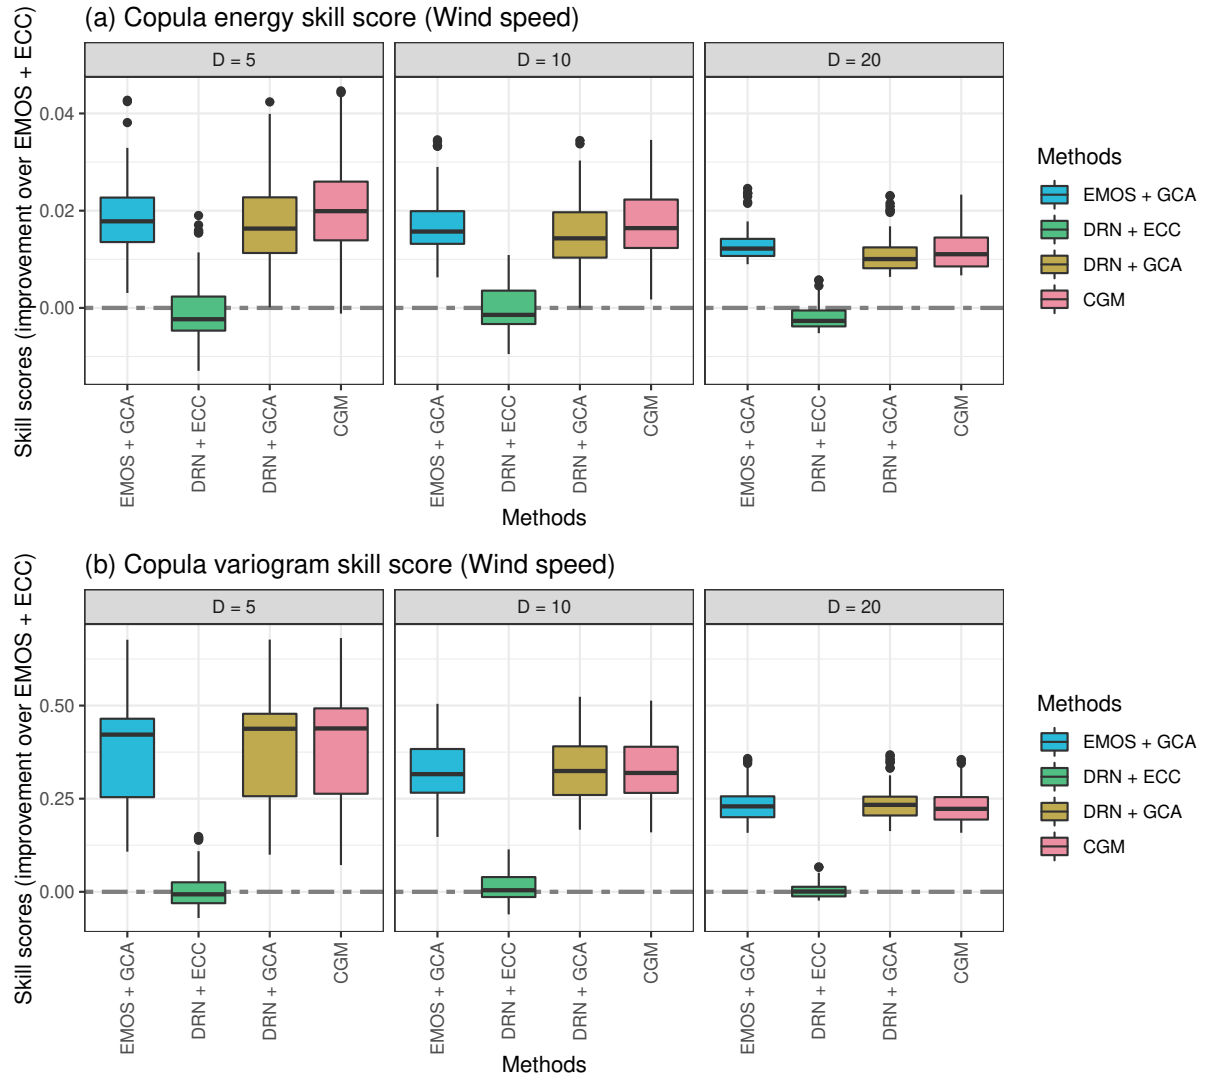 (a) Copula energy skill score (Wind speed)
Skill scores (improvement over EMOS + ECC)
D = 5
D = 10
D = 20
0.04
0.02
0.00
EMOS + GCA
DRN + ECC
DRN + GCA
CGM
EMOS + GCA
DRN + ECC
DRN + GCA
CGM
EMOS + GCA
DRN + ECC
DRN + GCA
CGM
Methods
Methods
EMOS + GCA
DRN + ECC
DRN + GCA
CGM
(b) Copula variogram skill score (Wind speed)
Skill scores (improvement over EMOS + ECC)
D = 5
D = 10
D = 20
0.50
0.25
0.00
EMOS + GCA
DRN + ECC
DRN + GCA
CGM
EMOS + GCA
DRN + ECC
DRN + GCA
CGM
EMOS + GCA
DRN + ECC
DRN + GCA
CGM
Methods
Methods
EMOS + GCA
DRN + ECC
DRN + GCA
CGM